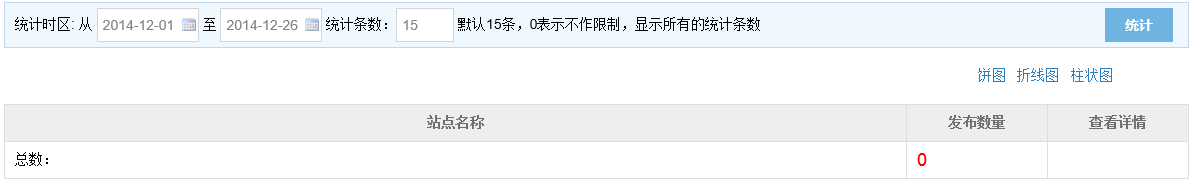 统计时区: 从 2014-12-01 至 2014-12-26 统计条数： 15 默认15条，0表示不作限制，显示所有的统计条数 统计
饼图 折线图 柱状图
站点名称 发布数量 查看详情
总数： 0